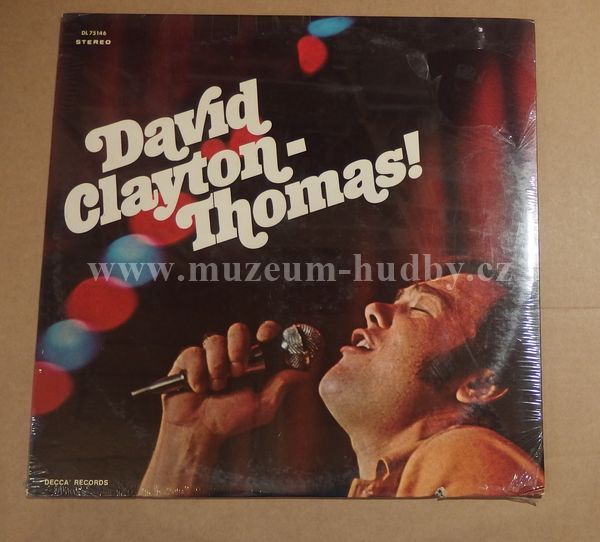 DL 75146
STEREO
David
Clayton-
Thomas!
www.muzeum-hudby.cz
DECCA RECORDS